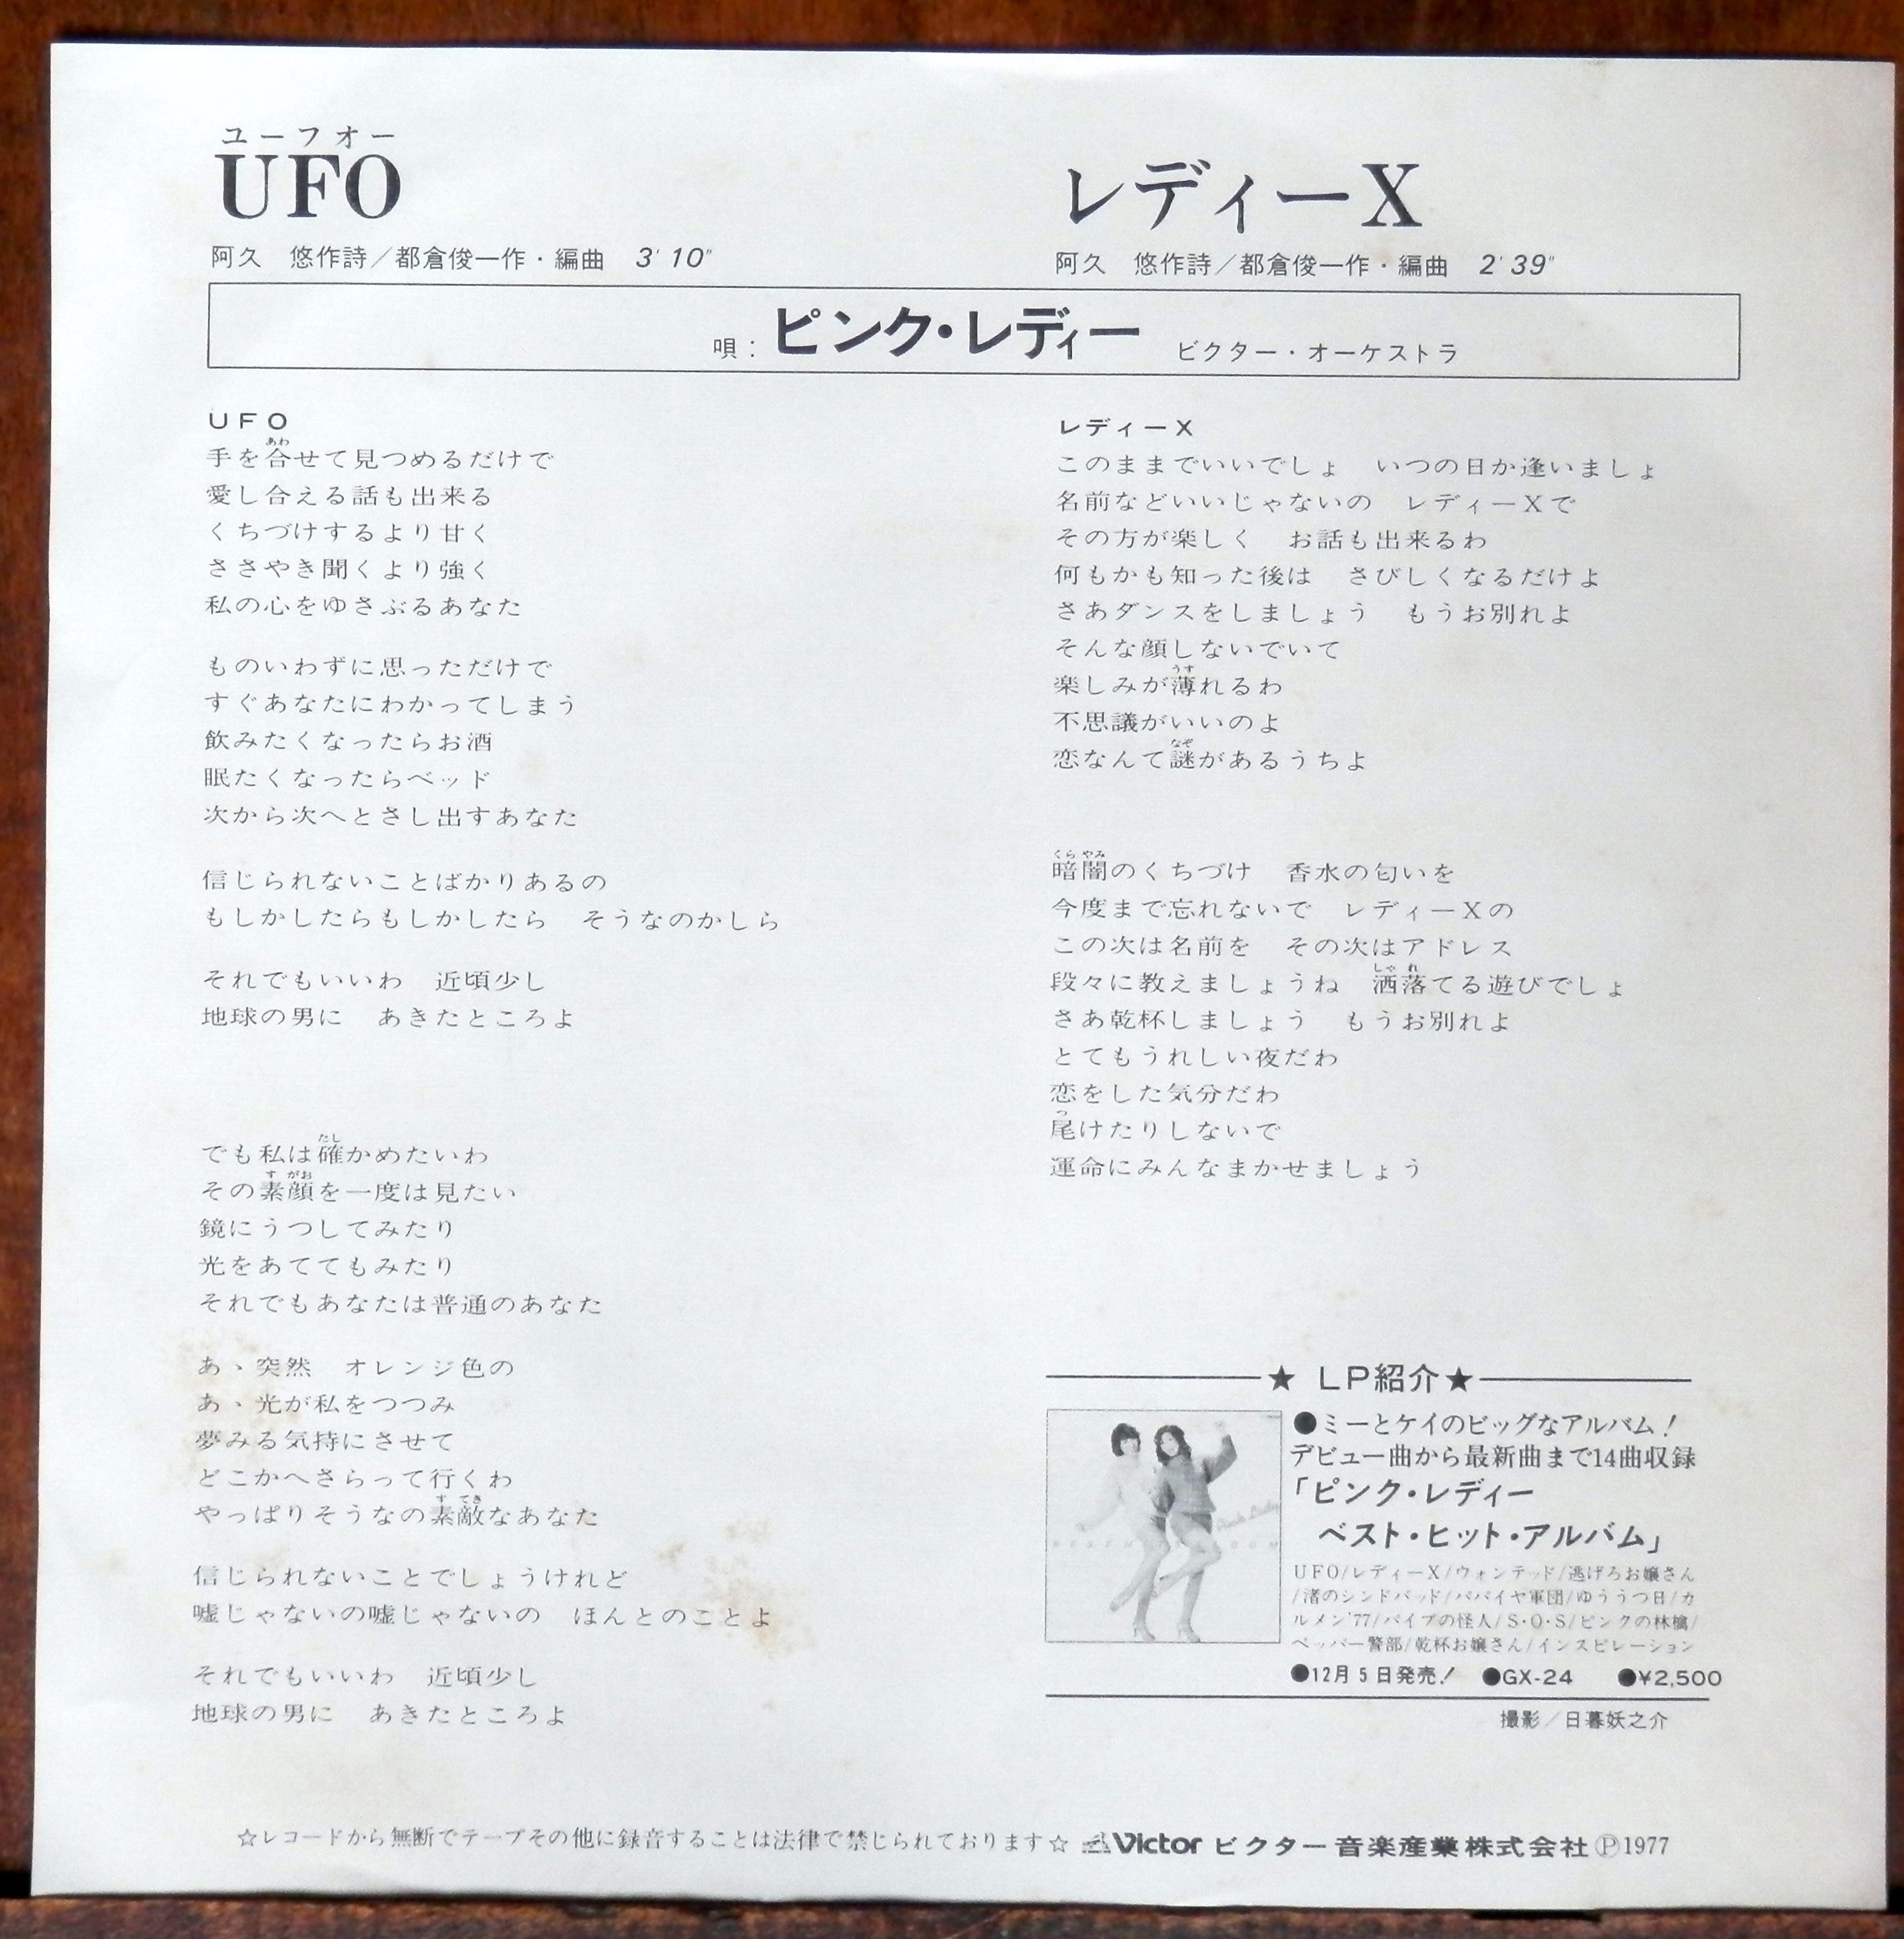 ユーフォー
UFO
阿久 悠作詩／都倉俊一作・編曲 3′10″
レディーX
阿久 悠作詩／都倉俊一作・編曲 2′39″
唄：ピンク・レディー ビクター・オーケストラ
UFO
あわ
手を合せて見つめるだけで
愛し合える話も出来る
くちづけするより甘く
ささやき聞くより強く
私の心をゆさぶるあなた
ものいわずに思っただけで
すぐあなたにわかってしまう
飲みたくなったらお酒
眠たくなったらベッド
次から次へとさし出すあなた
信じられないことばかりあるの
もしかしたらもしかしたら そうなのかしら
それでもいいわ 近頃少し
地球の男に あきたところよ
たし
でも私は確かめたいわ
すがお
その素顔を一度は見たい
鏡にうつしてみたり
光をあててもみたり
それでもあなたは普通のあなた
あゝ突然 オレンジ色の
あゝ光が私をつつみ
夢みる気持にさせて
どこかへさらって行くわ
すてき
やっぱりそうなの素敵なあなた
信じられないことでしょうけれど
嘘じゃないの嘘じゃないの ほんとのことよ
それでもいいわ 近頃少し
地球の男に あきたところよ
レディーX
このままでいいでしょ いつの日か逢いましょ
名前などいいじゃないの レディーXで
その方が楽しく お話も出来るわ
何もかも知った後は さびしくなるだけよ
さあダンスをしましょう もうお別れよ
そんな顔しないでいて
うす
楽しみが薄れるわ
不思議がいいのよ
なぞ
恋なんて謎があるうちよ
くらやみ
暗闇のくちづけ 香水の匂いを
今度まで忘れないで レディーXの
この次は名前を その次はアドレス
しゃれ
段々に教えましょうね 洒落てる遊びでしょ
さあ乾杯しましょう もうお別れよ
とてもうれしい夜だわ
恋をした気分だわ
つ
尾けたりしないで
運命にみんなまかせましょう
★ LP紹介★
●ミーとケイのビッグなアルバム！
デビュー曲から最新曲まで14曲収録
「ピンク・レディー
ベスト・ヒット・アルバム」
UFO/レディーX/ウォンテッド/逃げろお嬢さん
/渚のシンドバッド/パパイヤ軍団/ゆううつ日/カ
ルメン'77/パイプの怪人/S・O・S/ピンクの林檎/
ペッパー警部/乾杯お嬢さん/インスピレーション
●12月5日発売！ ●GX-24 ●¥2,500
撮影／日暮妖之介
☆レコードから無断でテープその他に録音することは法律で禁じられております☆ Victor ビクター音楽産業株式会社 Ⓟ1977